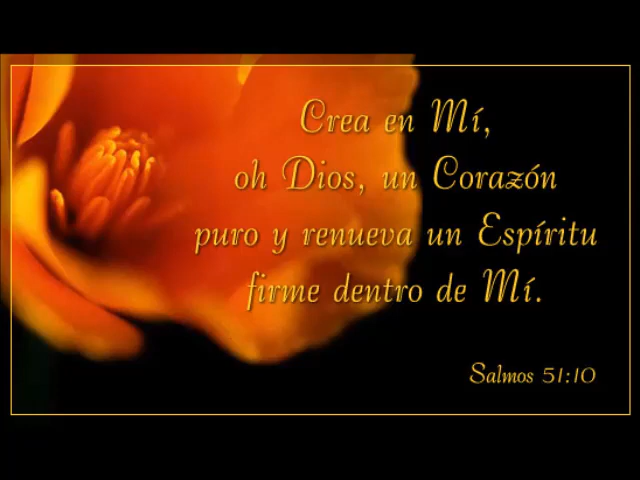 Crea en Mí,
oh Dios, un Corazón
puro y renueva un Espíritu
firme dentro de Mí.
Salmos 51:10